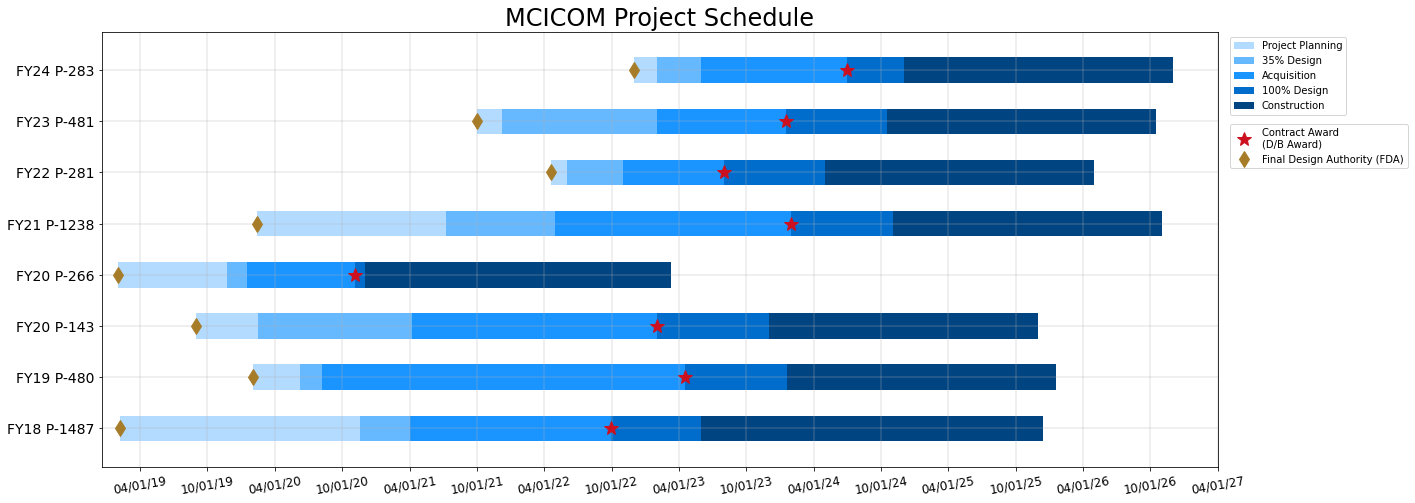 MCICOM Project Schedule
FY24 P-283
FY23 P-481
FY22 P-281
FY21 P-1238
FY20 P-266
FY20 P-143
FY19 P-480
FY18 P-1487
04/01/19
10/01/19
04/01/20
10/01/20
04/01/21
10/01/21
04/01/22
10/01/22
04/01/23
10/01/23
04/01/24
10/01/24
04/01/25
10/01/25
04/01/26
10/01/26
04/01/27
Project Planning
35% Design
Acquisition
100% Design
Construction
Contract Award
(D/B Award)
Final Design Authority (FDA)